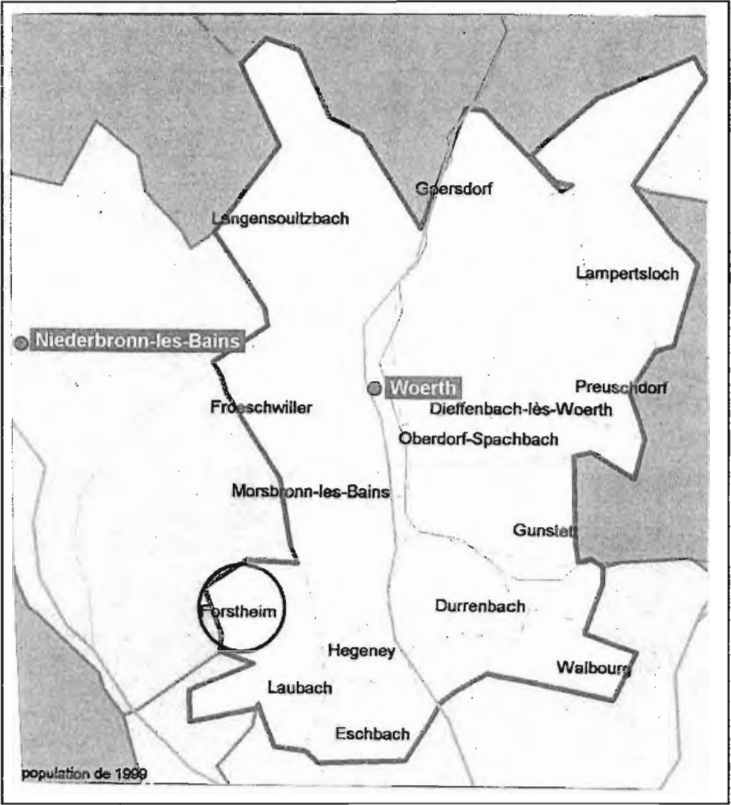 Goersdorf
Langensoultzbach
Lampertsloch
Niederbronn-les-Bains
Woerth
Preuschdorf
Froeschwiller
Dieffenbach-lès-Woerth
Oberdorf-Spachbach
Morsbronn-les-Bains
Gunstett
Forstheim
Durrenbach
Hegeney
Walbourg
Laubach
Eschbach
population de 1999